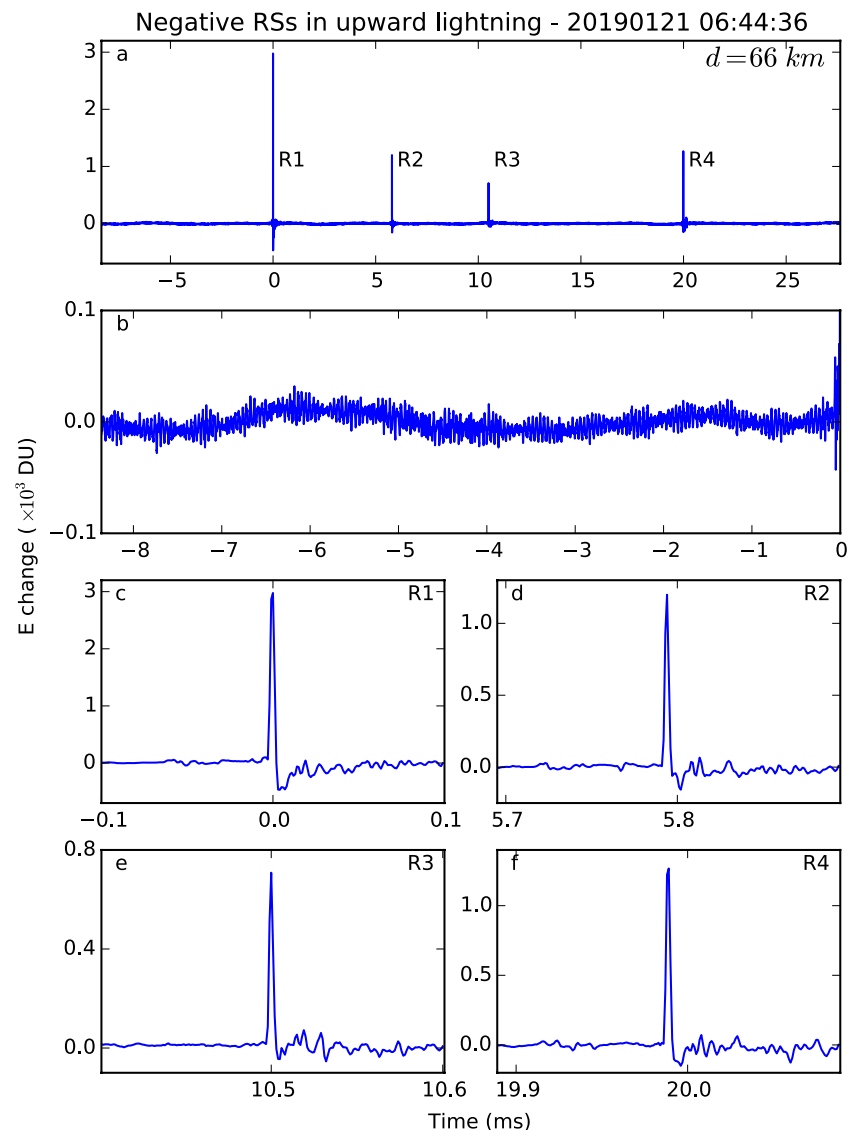 Negative RSs in upward lightning - 20190121 06:44:36
a
d=66 km
3
2
1
0
R1
R2
R3
R4
−5
0
5
10
15
20
25
b
0.1
0.0
−0.1
−8
−7
−6
−5
−4
−3
−2
−1
0
E change ( ×10³ DU)
c
R1
3
2
1
0
−0.1
0.0
0.1
d
R2
1.0
0.5
0.0
5.7
5.8
e
R3
0.8
0.4
0.0
10.5
10.6
f
R4
1.0
0.5
0.0
19.9
20.0
Time (ms)